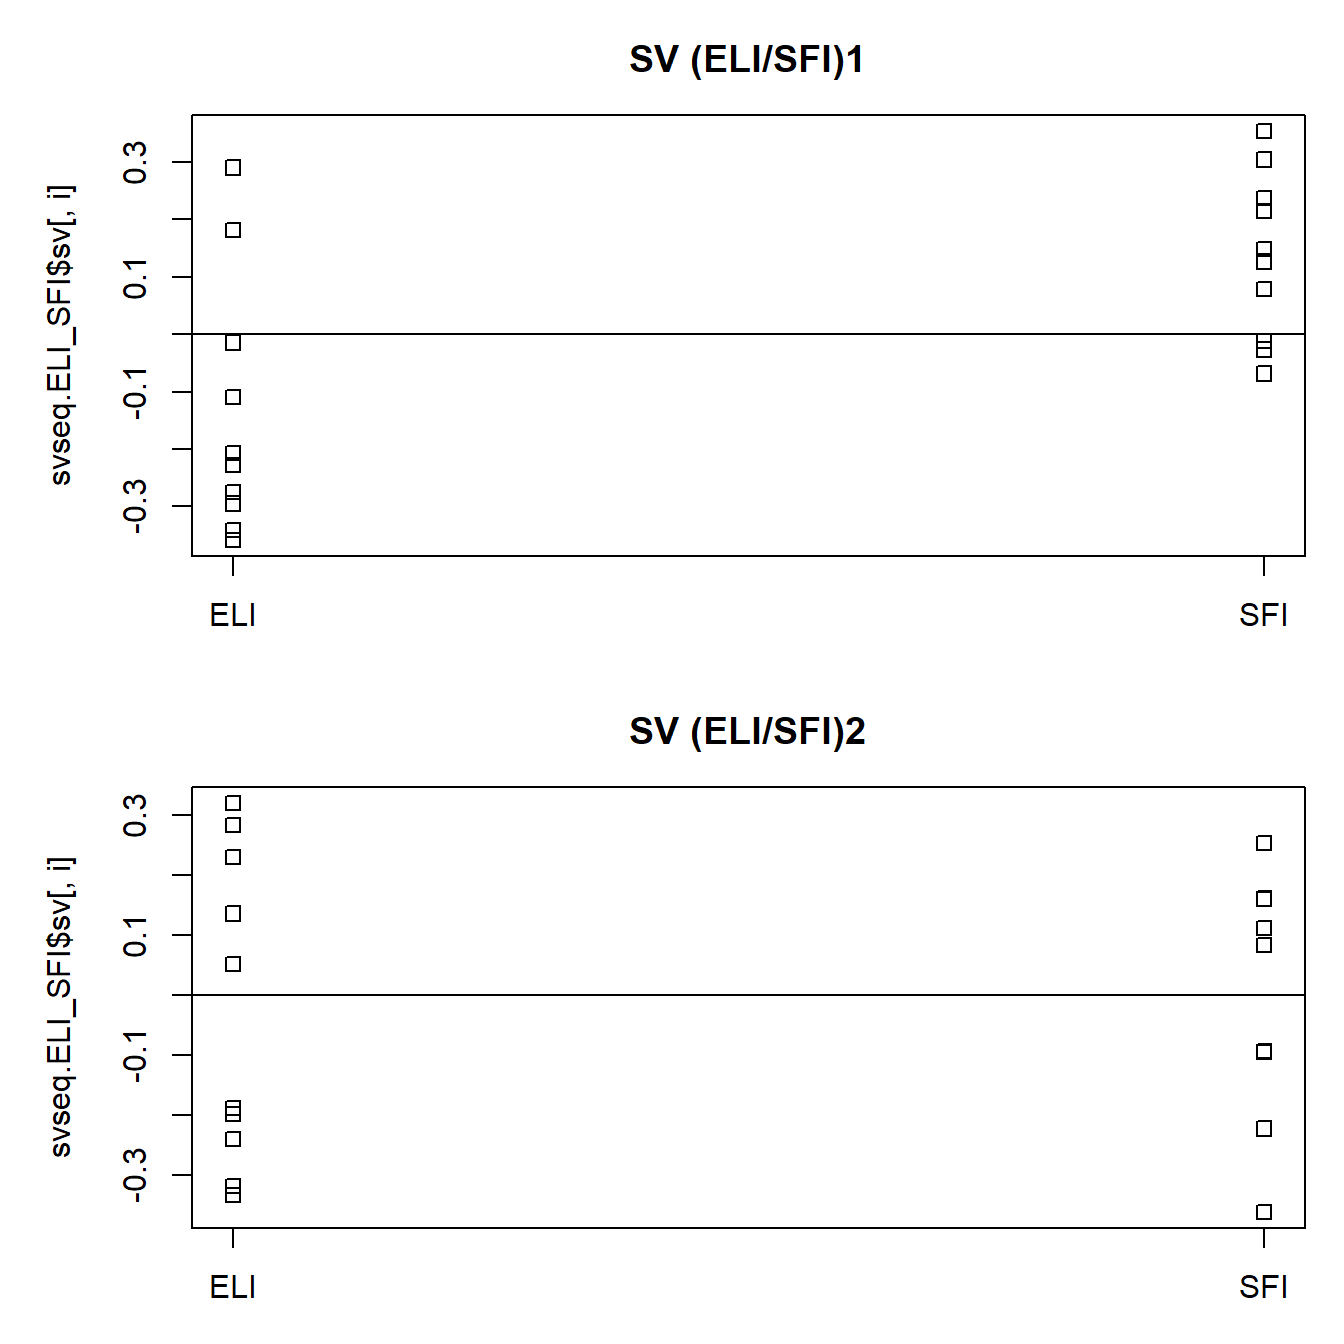 SV (ELI/SFI)1
svseq.ELI_SFI$sv[, i]
0.3
0.1
-0.1
-0.3
ELI SFI
SV (ELI/SFI)2
svseq.ELI_SFI$sv[, i]
0.3
0.1
-0.1
-0.3
ELI SFI